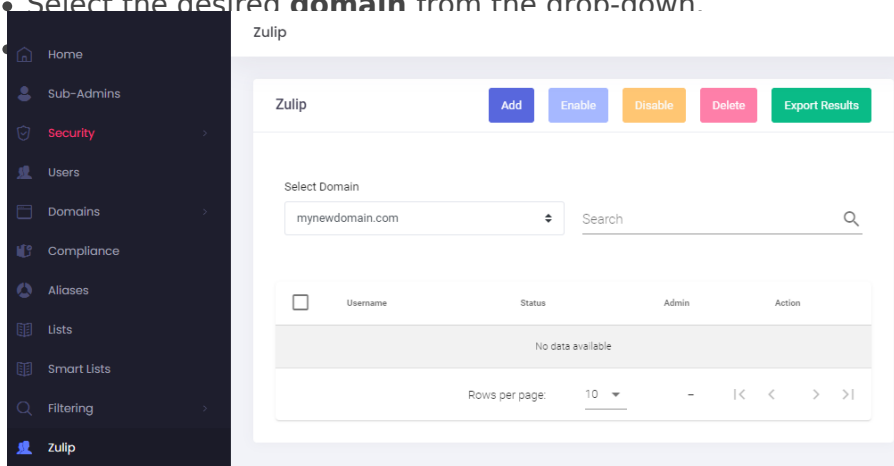 • Select the desired domain from the drop-down.
Zulip
Home
Sub-Admins
Security
Users
Domains
Compliance
Aliases
Lists
Smart Lists
Filtering
Zulip
Zulip
Add Enable Disable Delete Export Results
Select Domain
mynewdomain.com Search
Username Status Admin Action
No data available
Rows per page: 10 –